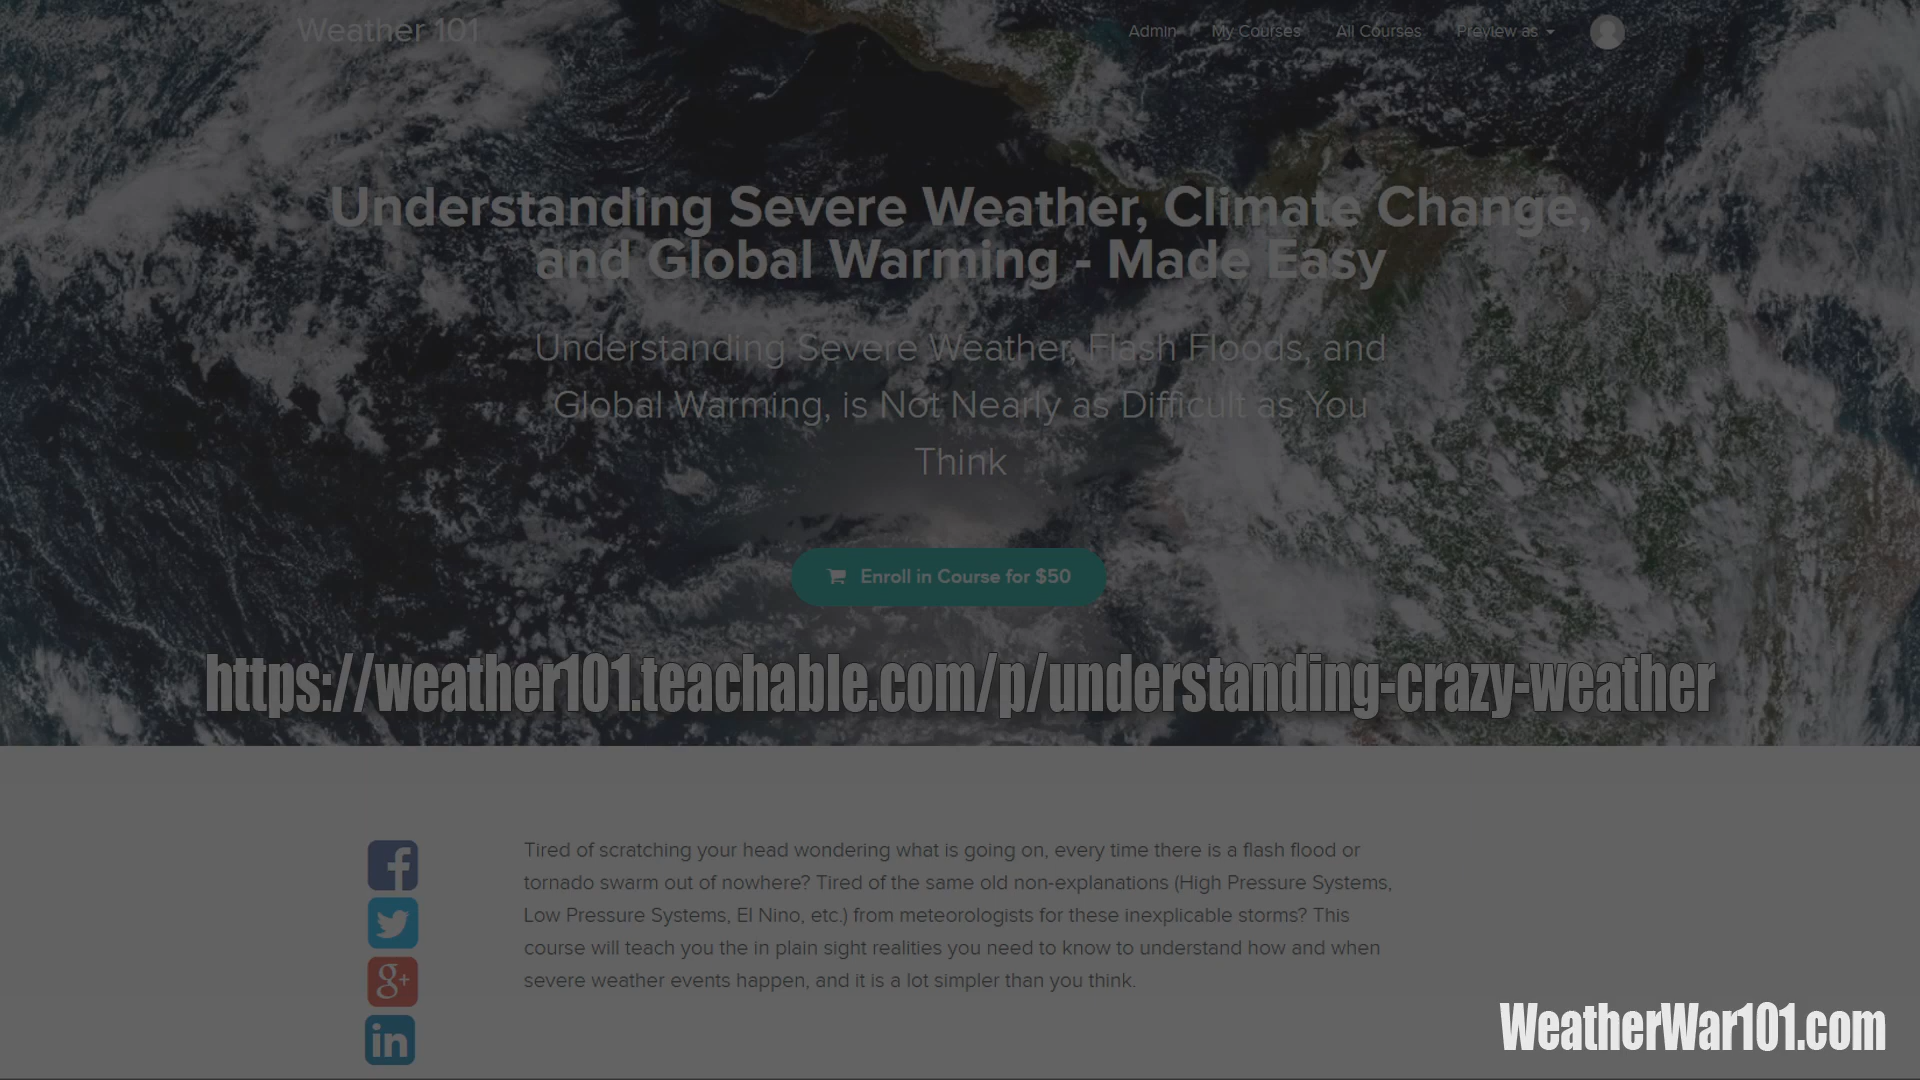 Weather 101
Admin My Courses All Courses Preview as
Understanding Severe Weather, Climate Change,
and Global Warming - Made Easy
Understanding Severe Weather, Flash Floods, and
Global Warming, is Not Nearly as Difficult as You
Think
Enroll in Course for $50
https://weather101.teachable.com/p/understanding-crazy-weather
Tired of scratching your head wondering what is going on, every time there is a flash flood or
tornado swarm out of nowhere? Tired of the same old non-explanations (High Pressure Systems,
Low Pressure Systems, El Nino, etc.) from meteorologists for these inexplicable storms? This
course will teach you the in plain sight realities you need to know to understand how and when
severe weather events happen, and it is a lot simpler than you think.
f
g+
in
WeatherWar101.com